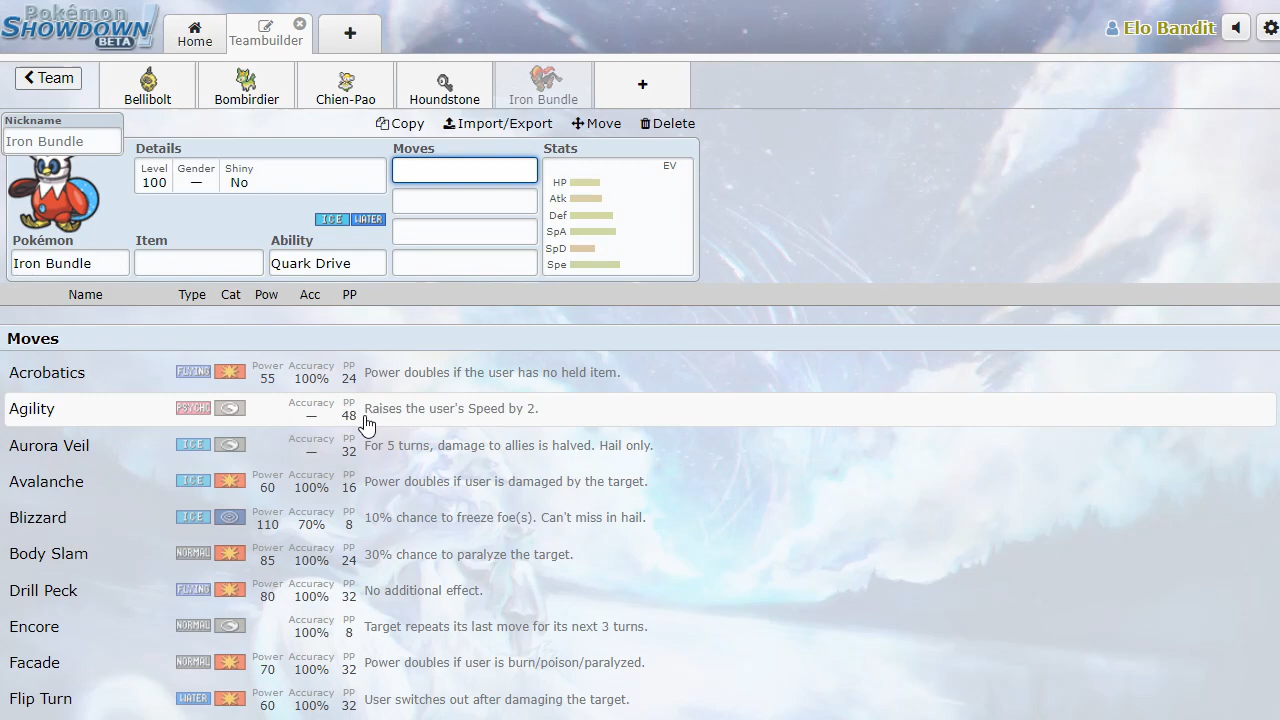 Pokémon
SHOWDOWN!
BETA
Home
Teambuilder
+
Elo Bandit
Team
Bellibolt
Bombirdier
Chien-Pao
Houndstone
Iron Bundle
+
Nickname
Iron Bundle
Copy
Import/Export
Move
Delete
Details
Moves
Stats
Level
Gender
Shiny
100
—
No
EV
HP
Atk
Def
SpA
SpD
Spe
ICE WATER
Pokémon
Item
Ability
Iron Bundle
Quark Drive
Name Type Cat Pow Acc PP
Moves
Acrobatics FLYING Power 55 Accuracy 100% PP 24 Power doubles if the user has no held item.
Agility PSYCHC Accuracy — PP 48 Raises the user's Speed by 2.
Aurora Veil ICE Accuracy — PP 32 For 5 turns, damage to allies is halved. Hail only.
Avalanche ICE Power 60 Accuracy 100% PP 16 Power doubles if user is damaged by the target.
Blizzard ICE Power 110 Accuracy 70% PP 8 10% chance to freeze foe(s). Can't miss in hail.
Body Slam NORMAL Power 85 Accuracy 100% PP 24 30% chance to paralyze the target.
Drill Peck FLYING Power 80 Accuracy 100% PP 32 No additional effect.
Encore NORMAL Accuracy 100% PP 8 Target repeats its last move for its next 3 turns.
Facade NORMAL Power 70 Accuracy 100% PP 32 Power doubles if user is burn/poison/paralyzed.
Flip Turn WATER Power 60 Accuracy 100% PP 32 User switches out after damaging the target.